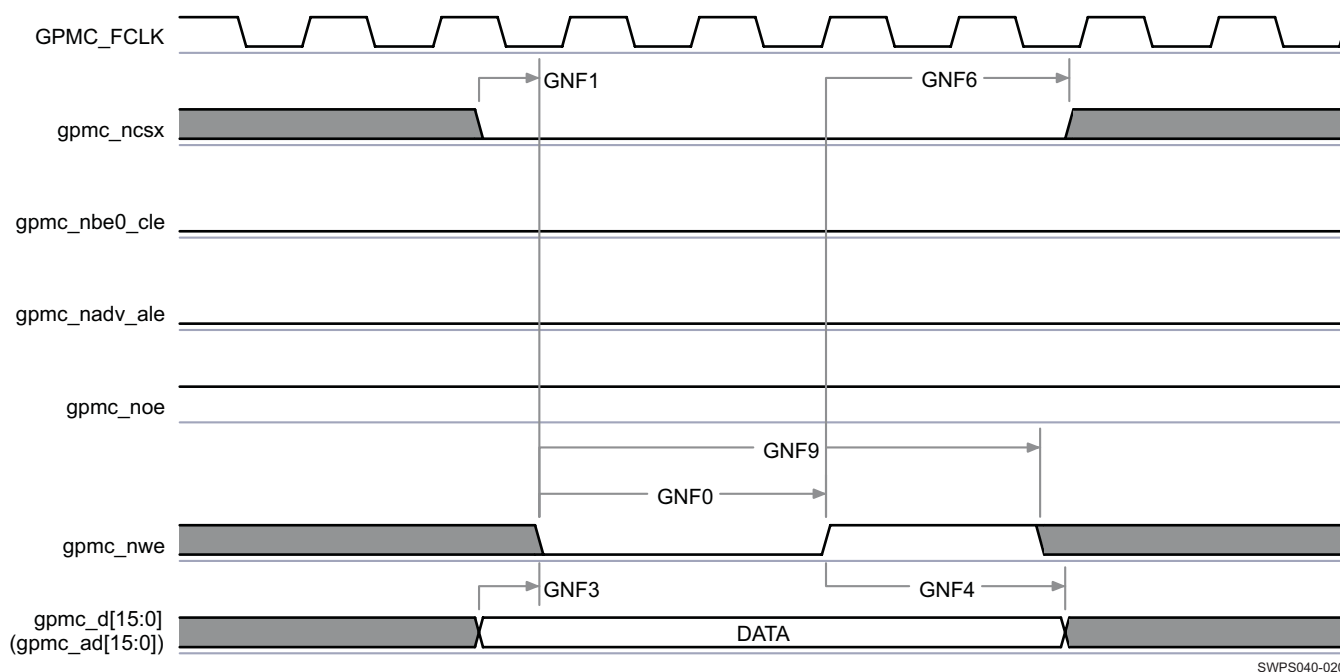 GPMC_FCLK
GNF1
GNF6
gpmc_ncsx
gpmc_nbe0_cle
gpmc_nadv_ale
gpmc_noe
GNF9
GNF0
gpmc_nwe
GNF3
GNF4
gpmc_d[15:0]
(gpmc_ad[15:0])
DATA